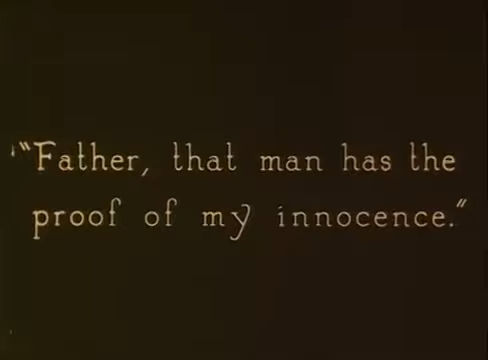 "Father, that man has the
proof of my innocence."